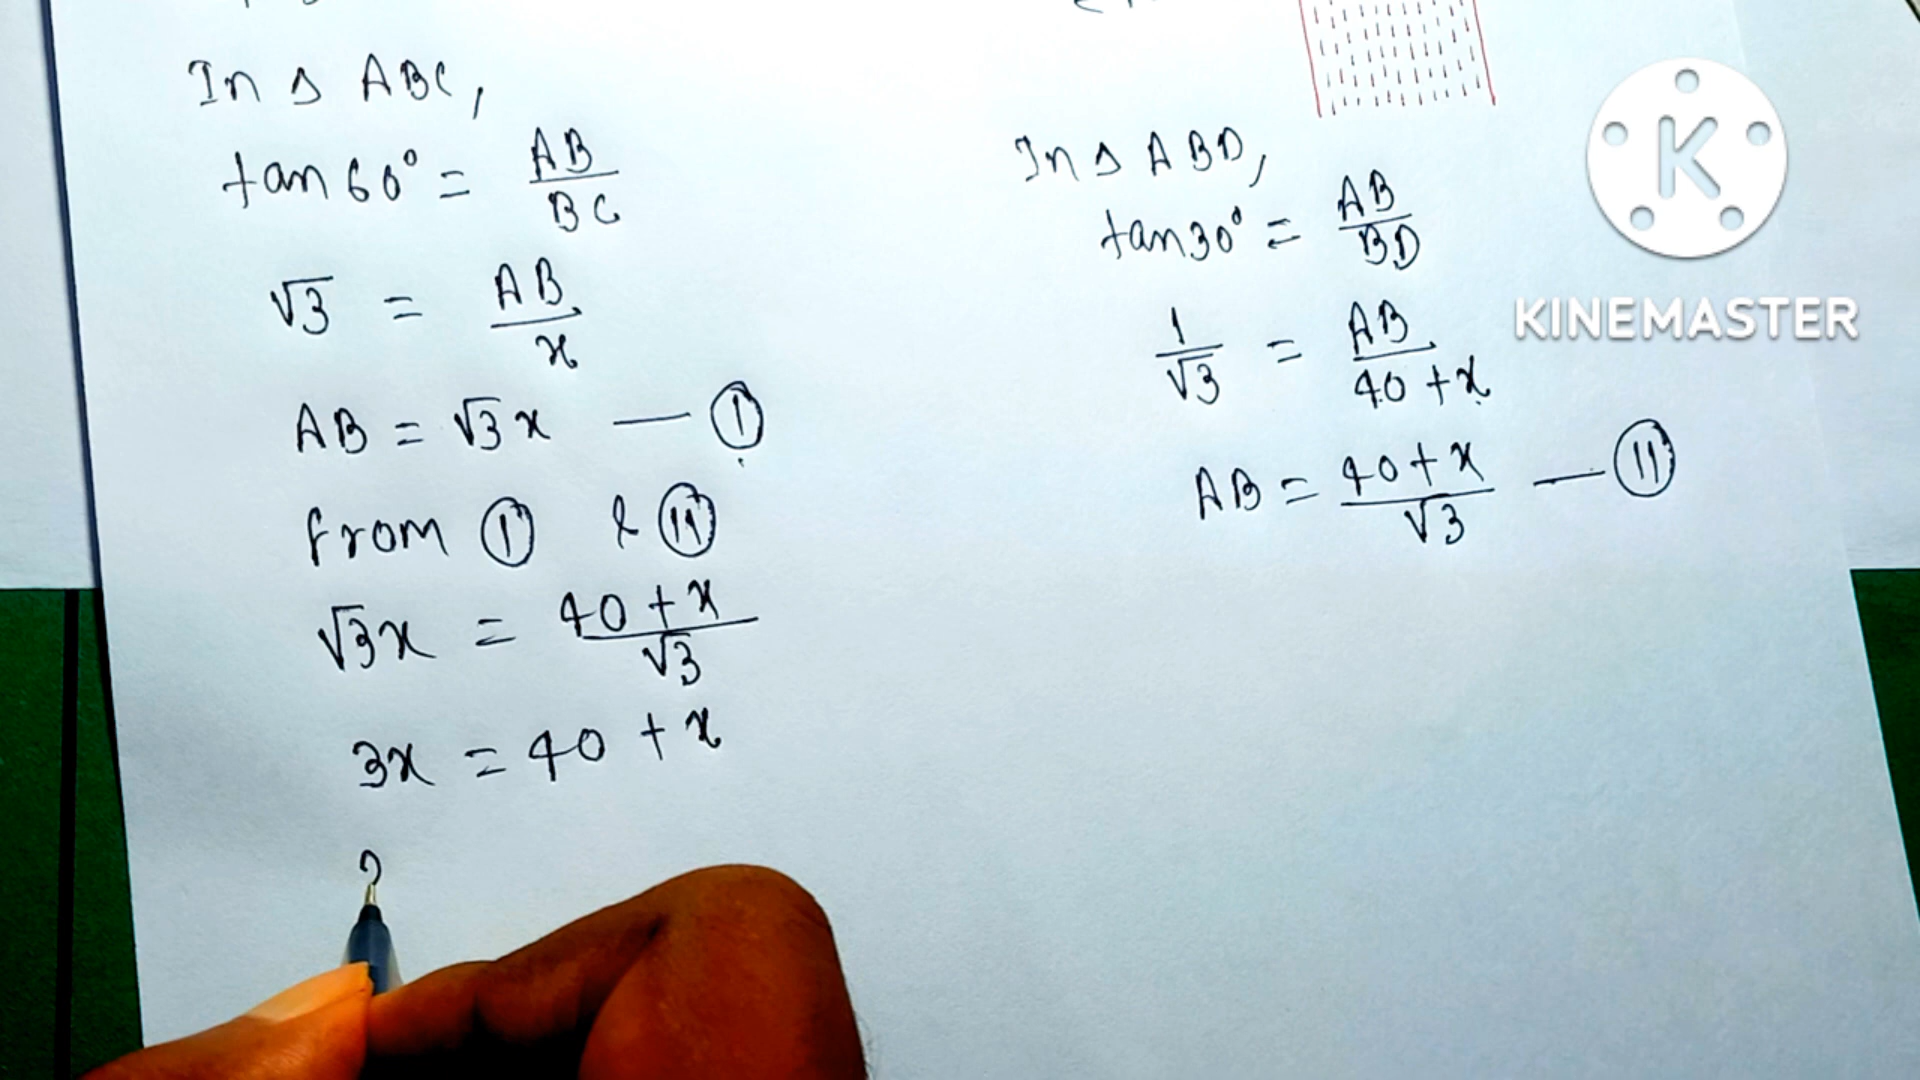 In Δ ABC,
tan 60° = AB/BC
√3 = AB/x
AB = √3x — I
from I & II
√3x = 40 + x/√3
3x = 40 + x
In Δ ABD,
tan 30° = AB/BD
1/√3 = AB/40 + x
AB = 40 + x/√3 — II
K
KINEMASTER